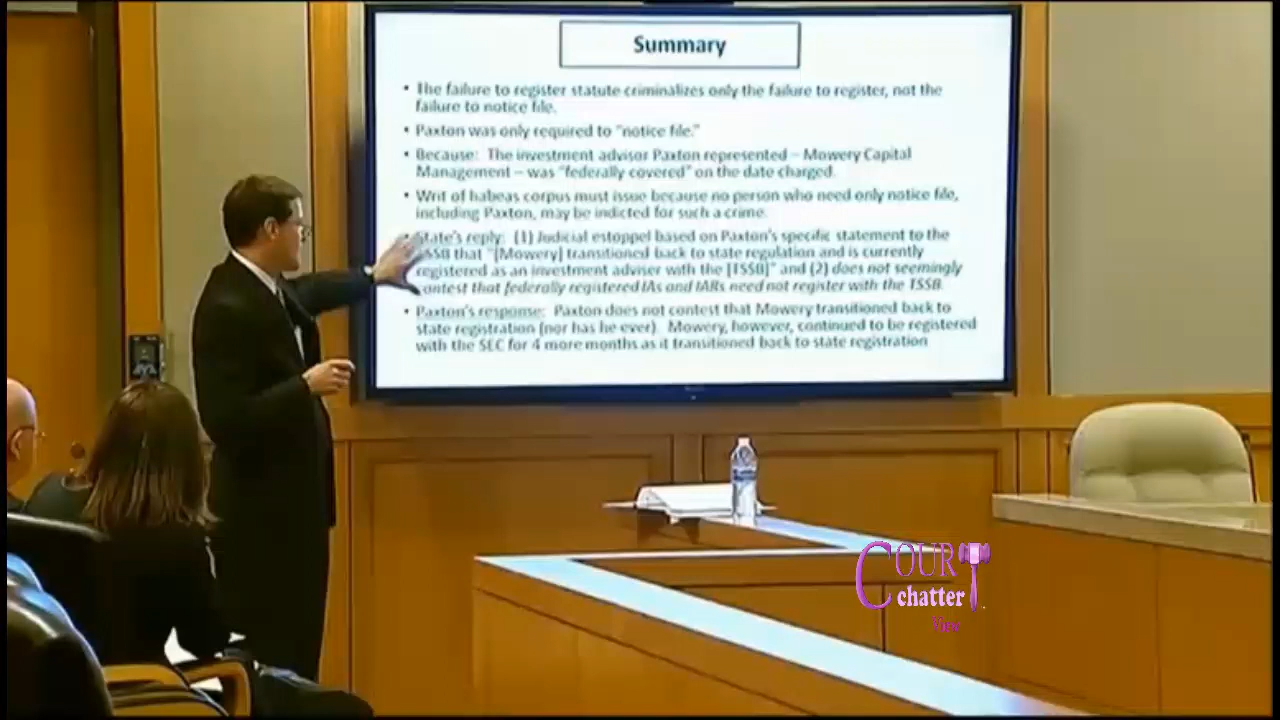 Summary
• The failure to register statute criminalizes only the failure to register, not the
failure to notice file.
• Paxton was only required to "notice file."
• Because: The investment advisor Paxton represented – Mowery Capital
Management – was "federally covered" on the date charged.
• Writ of habeas corpus must issue because no person who need only notice file,
including Paxton, may be indicted for such a crime.
State's reply: (1) Judicial estoppel based on Paxton's specific statement to the
that "[Mowery] transitioned back to state regulation and is currently
registered as an investment adviser with the [TSSB]" and (2) does not seemingly
contest that federally registered IAs and IARs need not register with the TSSB.
• Paxton's response: Paxton does not contest that Mowery transitioned back to
state registration (nor has he ever). Mowery, however, continued to be registered
with the SEC for 4 more months as it transitioned back to state registration
COURT
chatter